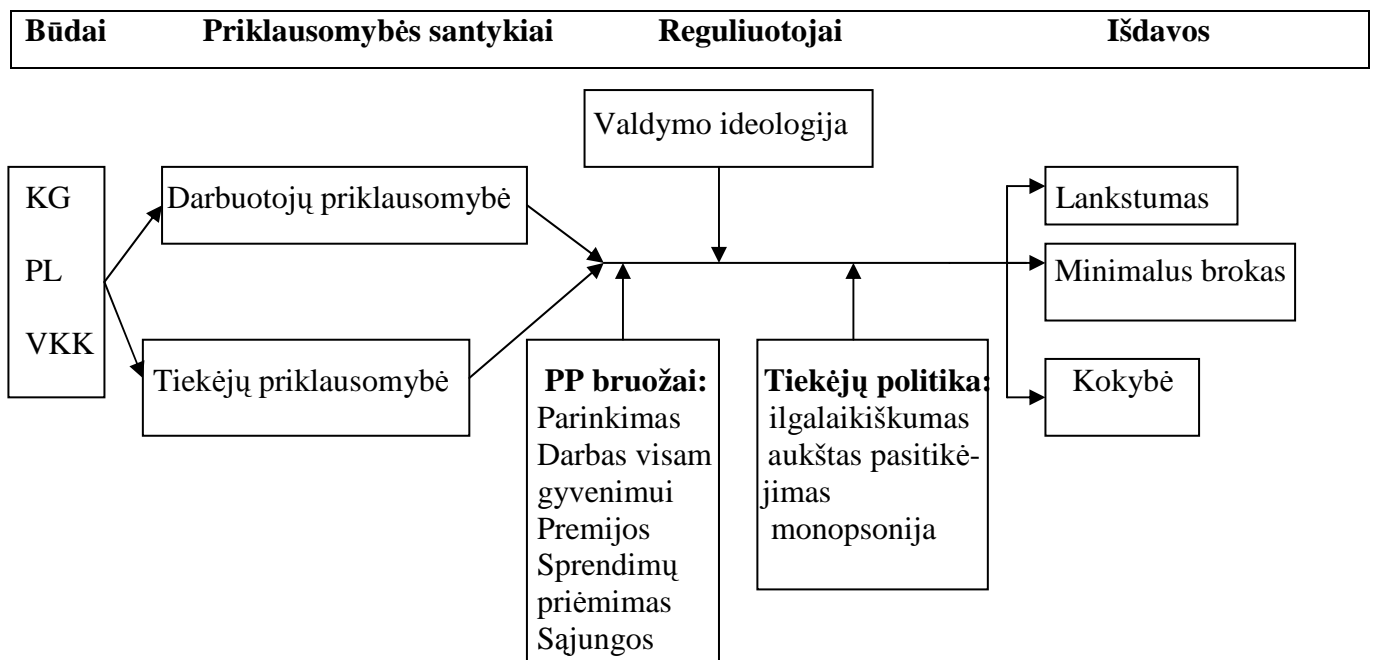 Būdai Priklausomybės santykiai Reguliuotojai Išdavos
Valdymo ideologija
KG
PL
VKK
Darbuotojų priklausomybė
Tiekėjų priklausomybė
PP bruožai:
Parinkimas
Darbas visam
gyvenimui
Premijos
Sprendimų
priėmimas
Sąjungos
Tiekėjų politika:
ilgalaikiškumas
aukštas pasitikė-
jimas
monopsonija
Lankstumas
Minimalus brokas
Kokybė